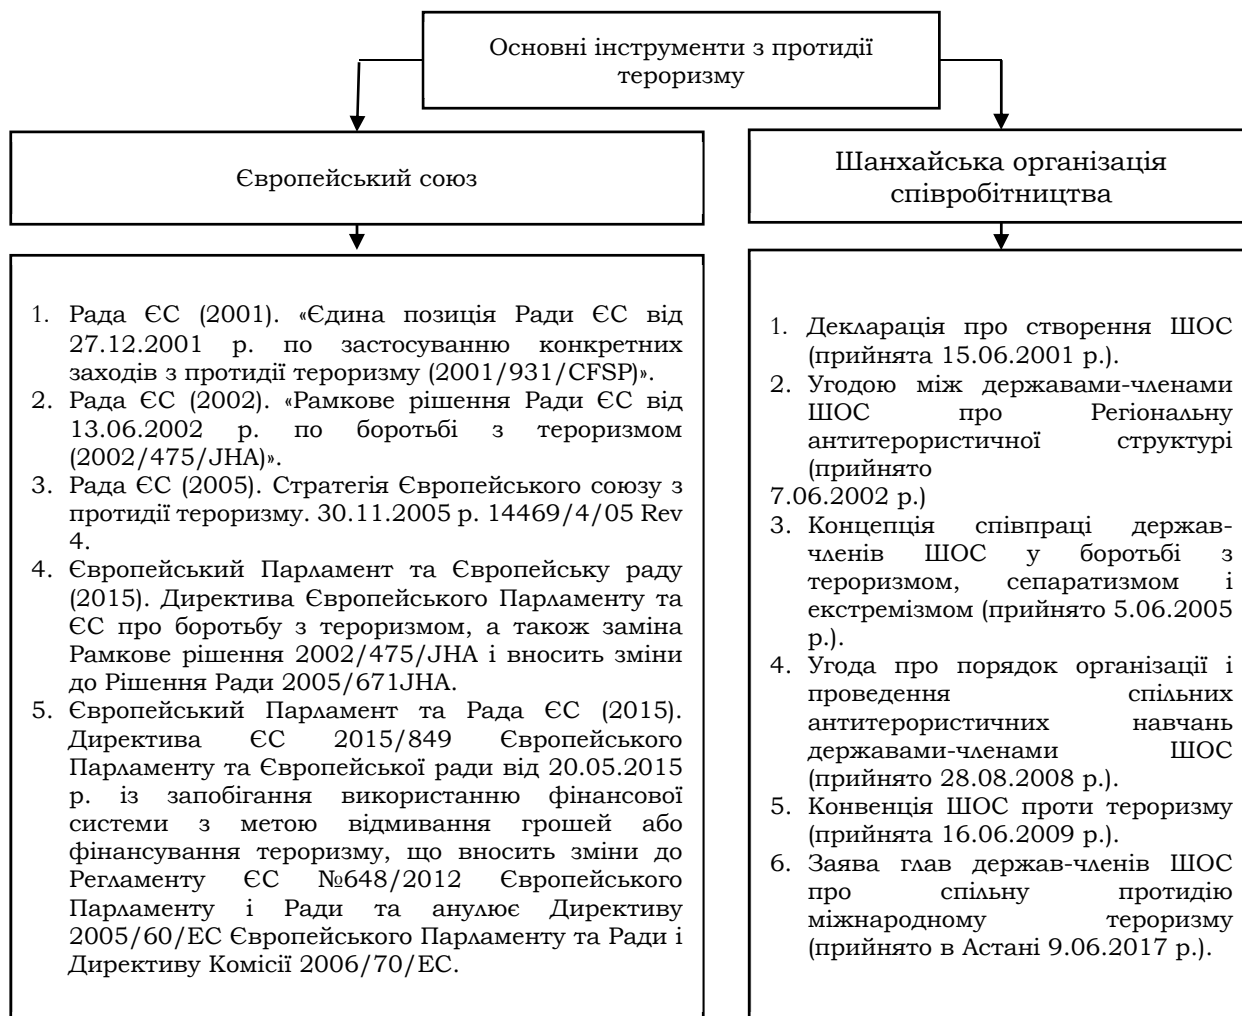 Основні інструменти з протидії
тероризму
Європейський союз
Шанхайська організація
співробітництва
1. Рада ЄС (2001). «Єдина позиція Ради ЄС від
27.12.2001 р. по застосуванню конкретних
заходів з протидії тероризму (2001/931/CFSP)».
2. Рада ЄС (2002). «Рамкове рішення Ради ЄС від
13.06.2002 р. по боротьбі з тероризмом
(2002/475/JHA)».
3. Рада ЄС (2005). Стратегія Європейського союзу з
протидії тероризму. 30.11.2005 р. 14469/4/05 Rev
4.
4. Європейський Парламент та Європейську раду
(2015). Директива Європейського Парламенту та
ЄС про боротьбу з тероризмом, а також заміна
Рамкове рішення 2002/475/JHA і вносить зміни
до Рішення Ради 2005/671JHA.
5. Європейський Парламент та Рада ЄС (2015).
Директива ЄС 2015/849 Європейського
Парламенту та Європейської ради від 20.05.2015
р. із запобігання використанню фінансової
системи з метою відмивання грошей або
фінансування тероризму, що вносить зміни до
Регламенту ЄС №648/2012 Європейського
Парламенту і Ради та анулює Директиву
2005/60/ЕС Європейського Парламенту та Ради і
Директиву Комісії 2006/70/ЕС.
1. Декларація про створення ШОС
(прийнята 15.06.2001 р.).
2. Угодою між державами-членами
ШОС про Регіональну
антитерористичної структурі
(прийнято
7.06.2002 р.)
3. Концепція співпраці держав-
членів ШОС у боротьбі з
тероризмом, сепаратизмом і
екстремізмом (прийнято 5.06.2005
р.).
4. Угода про порядок організації і
проведення спільних
антитерористичних навчань
державами-членами ШОС
(прийнято 28.08.2008 р.).
5. Конвенція ШОС проти тероризму
(прийнята 16.06.2009 р.).
6. Заява глав держав-членів ШОС
про спільну протидію
міжнародному тероризму
(прийнято в Астані 9.06.2017 р.).